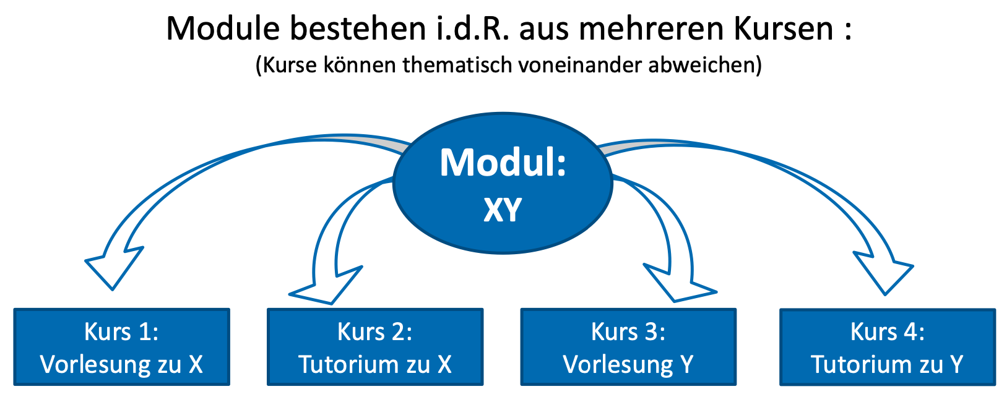 Module bestehen i.d.R. aus mehreren Kursen :
(Kurse können thematisch voneinander abweichen)
Modul:
XY
Kurs 1:
Vorlesung zu X
Kurs 2:
Tutorium zu X
Kurs 3:
Vorlesung Y
Kurs 4:
Tutorium zu Y